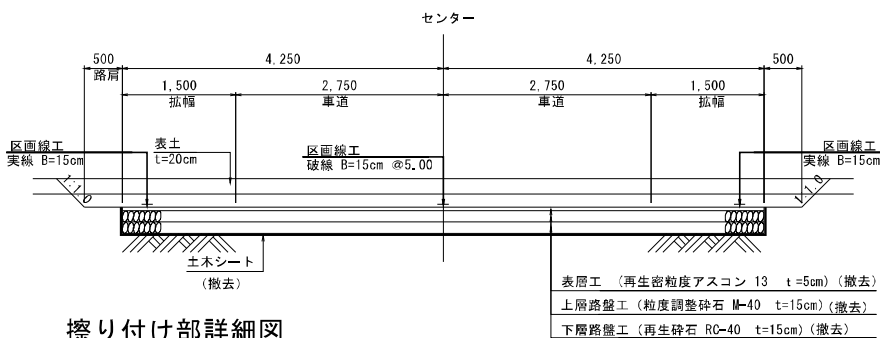 センター
500
4,250
4,250
500
路肩
1,500
2,750
2,750
1,500
拡幅
車道
車道
拡幅
区画線工
実線 B=15cm
表土
t=20cm
区画線工
破線 B=15cm @5.00
区画線工
実線 B=15cm
1:1.0
1:1.0
土木シート
(撤去)
表層工 (再生密粒度アスコン 13 t=5cm) (撤去)
上層路盤工 (粒度調整砕石 M-40 t=15cm) (撤去)
下層路盤工 (再生砕石 RC-40 t=15cm) (撤去)
擦り付け部詳細図